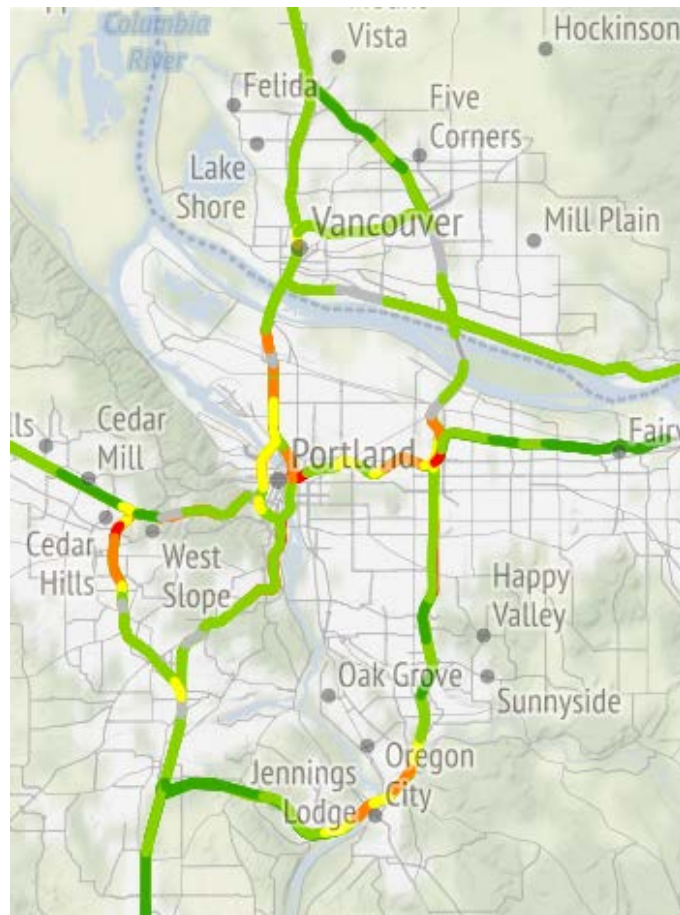 Vista
Hockinson
Columbia
River
Felida
Five
Corners
Lake
Shore
Vancouver
Mill Plain
Cedar
Mill
Portland
Cedar
Hills
West
Slope
Happy
Valley
Oak Grove
Sunnyside
Jennings
Lodge
Oregon
City